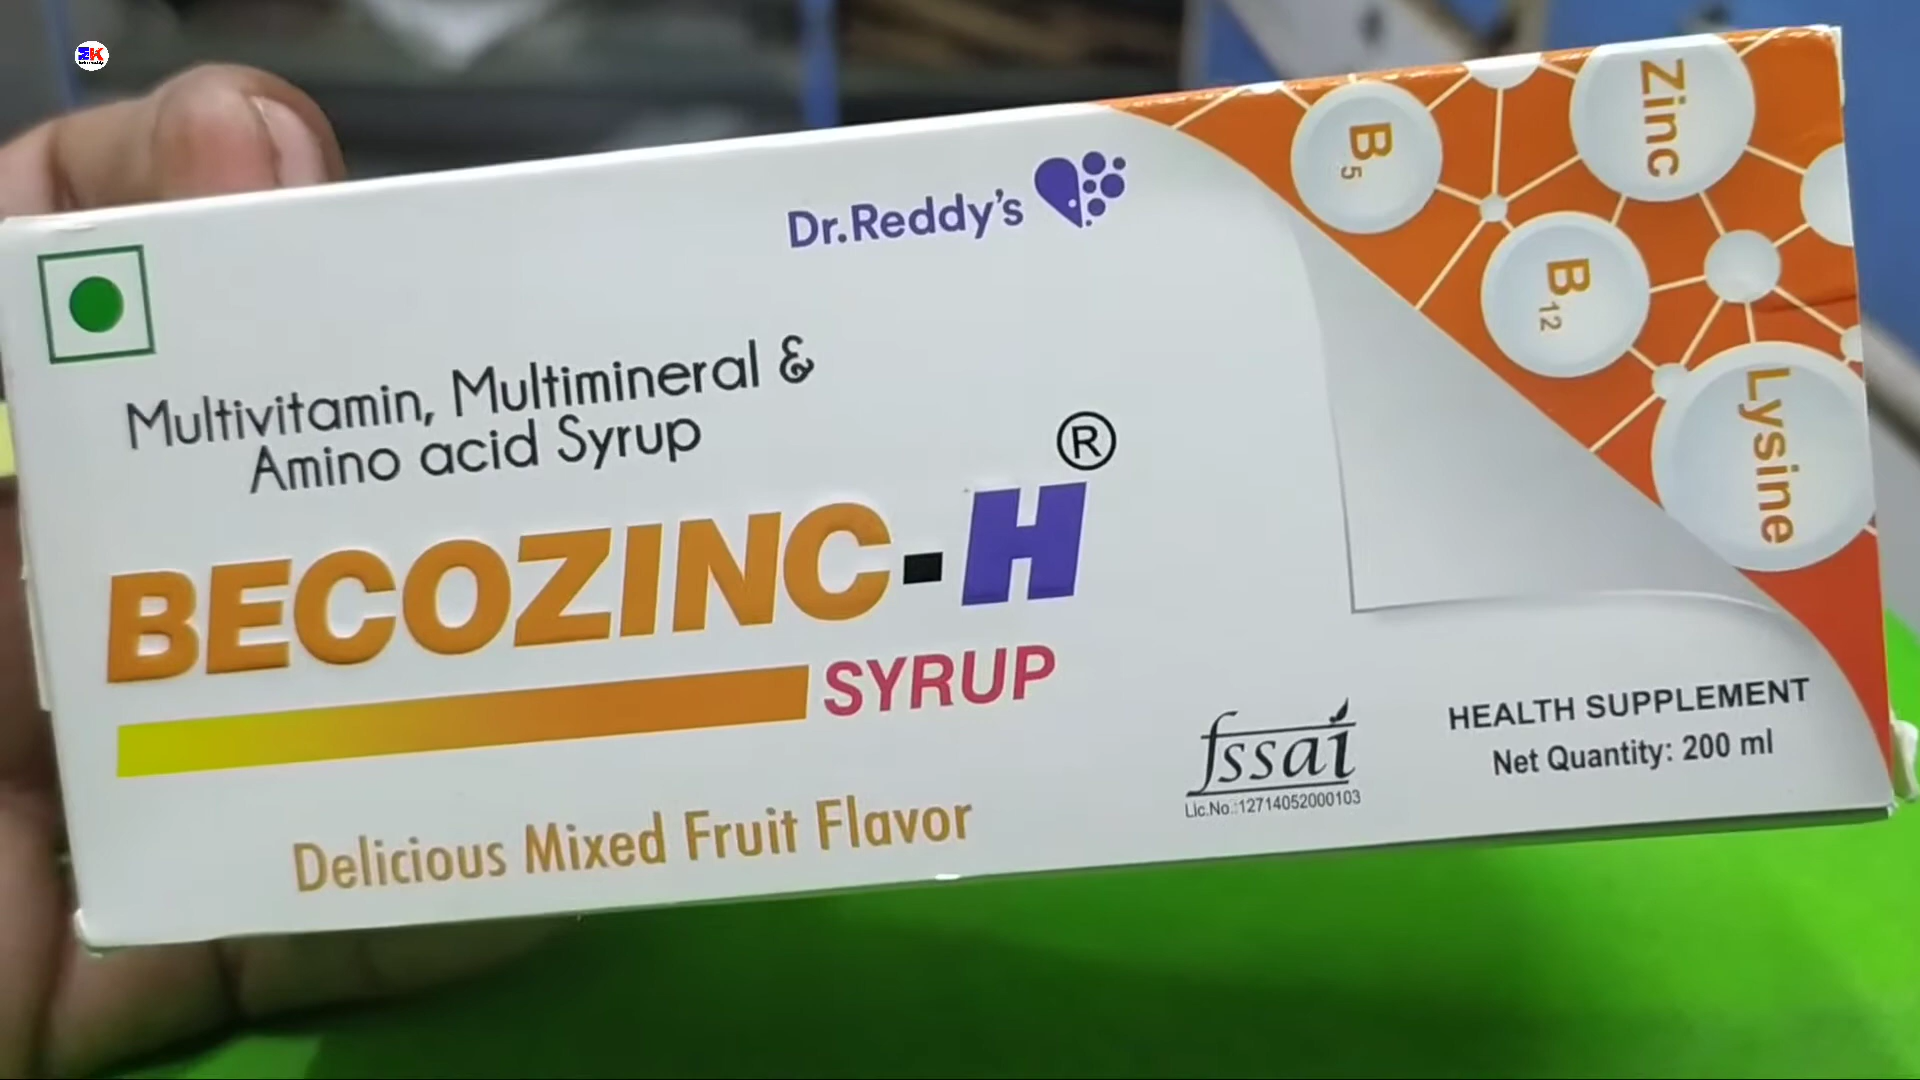 ΣK
Dr.Reddy's
Multivitamin, Multimineral &
Amino acid Syrup
BECOZINC-H®
SYRUP
Delicious Mixed Fruit Flavor
fssai
Lic.No.:12714052000103
HEALTH SUPPLEMENT
Net Quantity: 200 ml
B5
Zinc
B12
Lysine